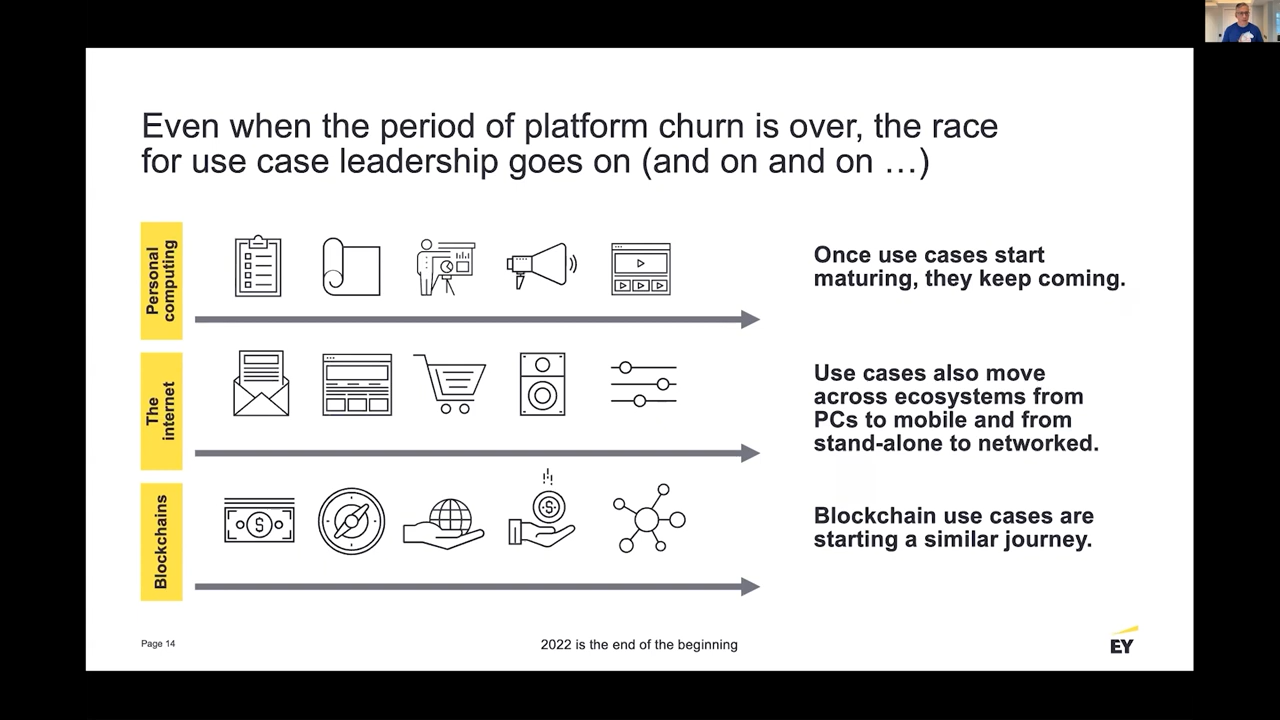 Even when the period of platform churn is over, the race
for use case leadership goes on (and on and on …)
Personal
computing
Once use cases start
maturing, they keep coming.
The
internet
Use cases also move
across ecosystems from
PCs to mobile and from
stand-alone to networked.
Blockchains
Blockchain use cases are
starting a similar journey.
Page 14
2022 is the end of the beginning
EY